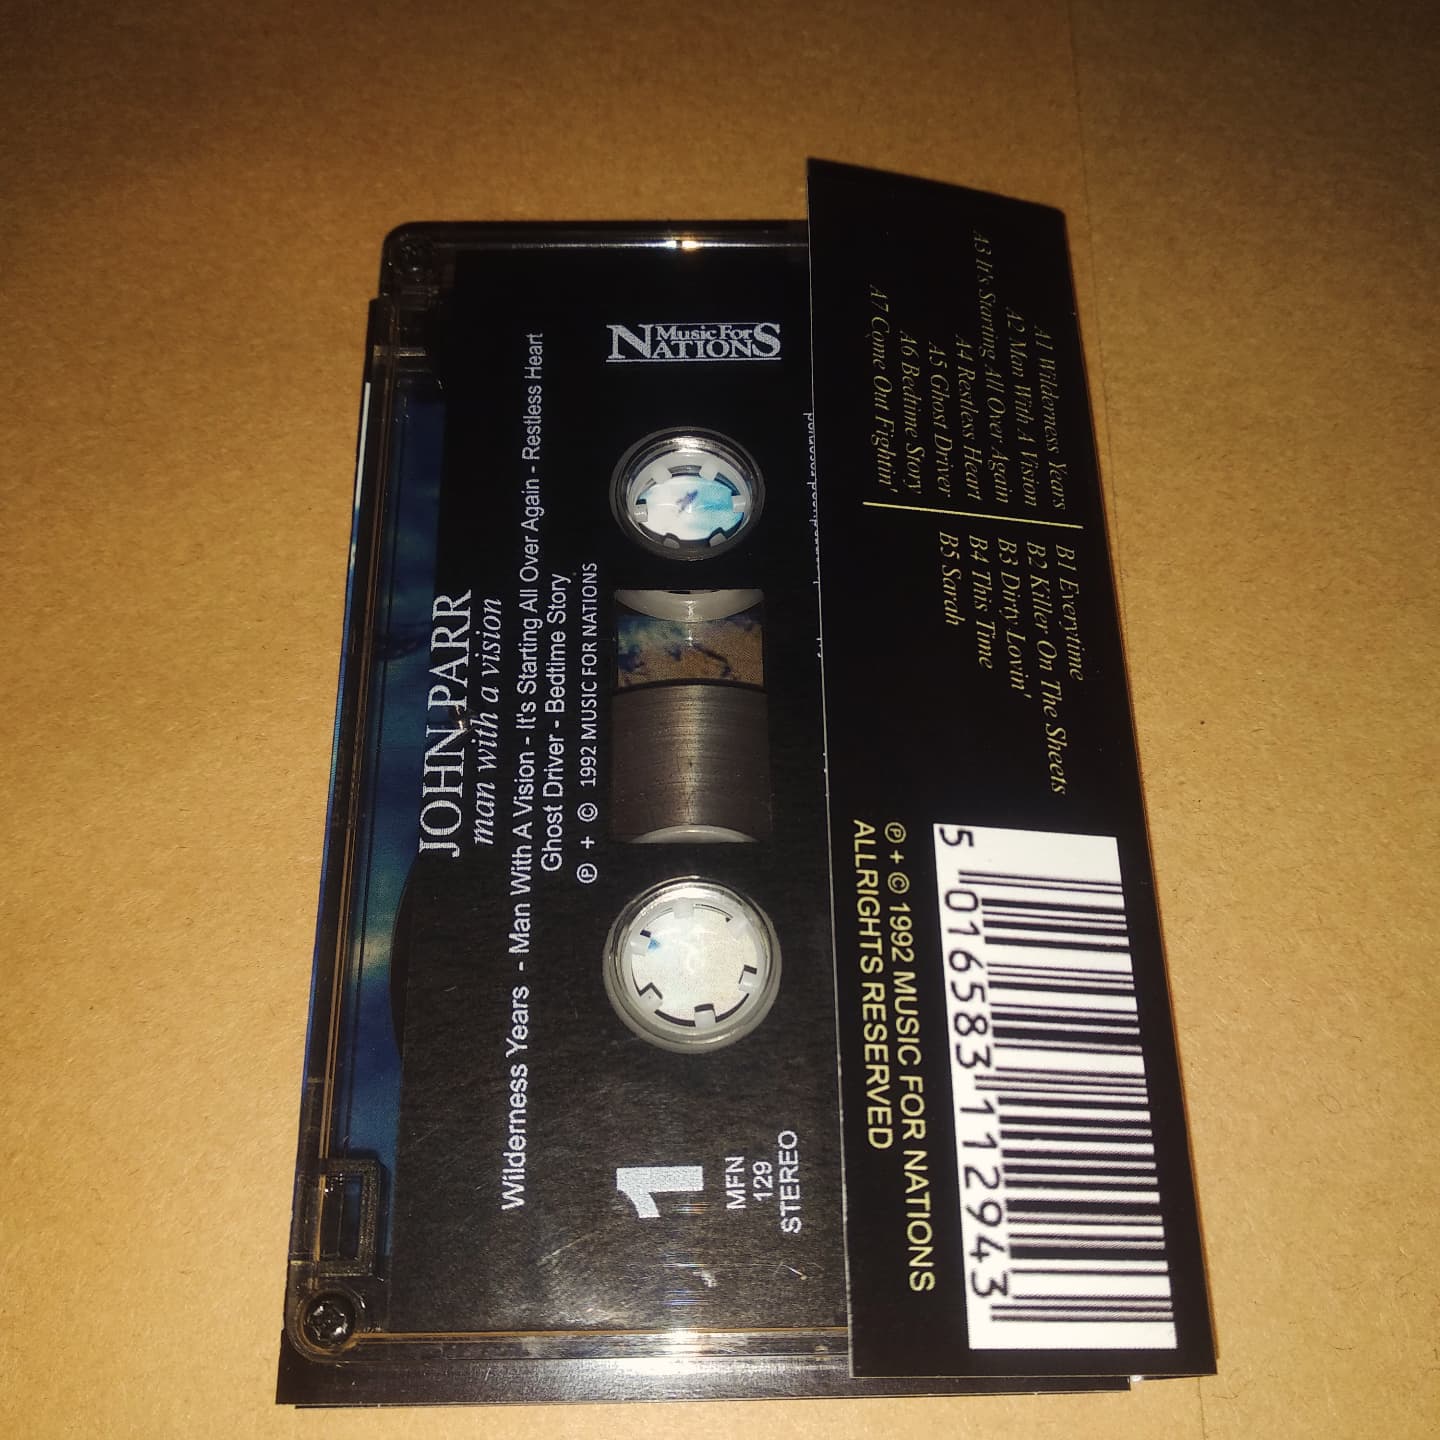 Music For
NATIONS
JOHN PARR
man with a vision
Wilderness Years - Man With A Vision - It's Starting All Over Again - Restless Heart
Ghost Driver - Bedtime Story
℗ + © 1992 MUSIC FOR NATIONS
1
MFN
129
STEREO
A1 Wilderness Years
A2 Man With A Vision
A3 It's Starting All Over Again
A4 Restless Heart
A5 Ghost Driver
A6 Bedtime Story
A7 Come Out Fightin'
B1 Everytime
B2 Killer On The Sheets
B3 Dirty Lovin'
B4 This Time
B5 Sarah
℗ + © 1992 MUSIC FOR NATIONS
ALLRIGHTS RESERVED
5 016583 112943